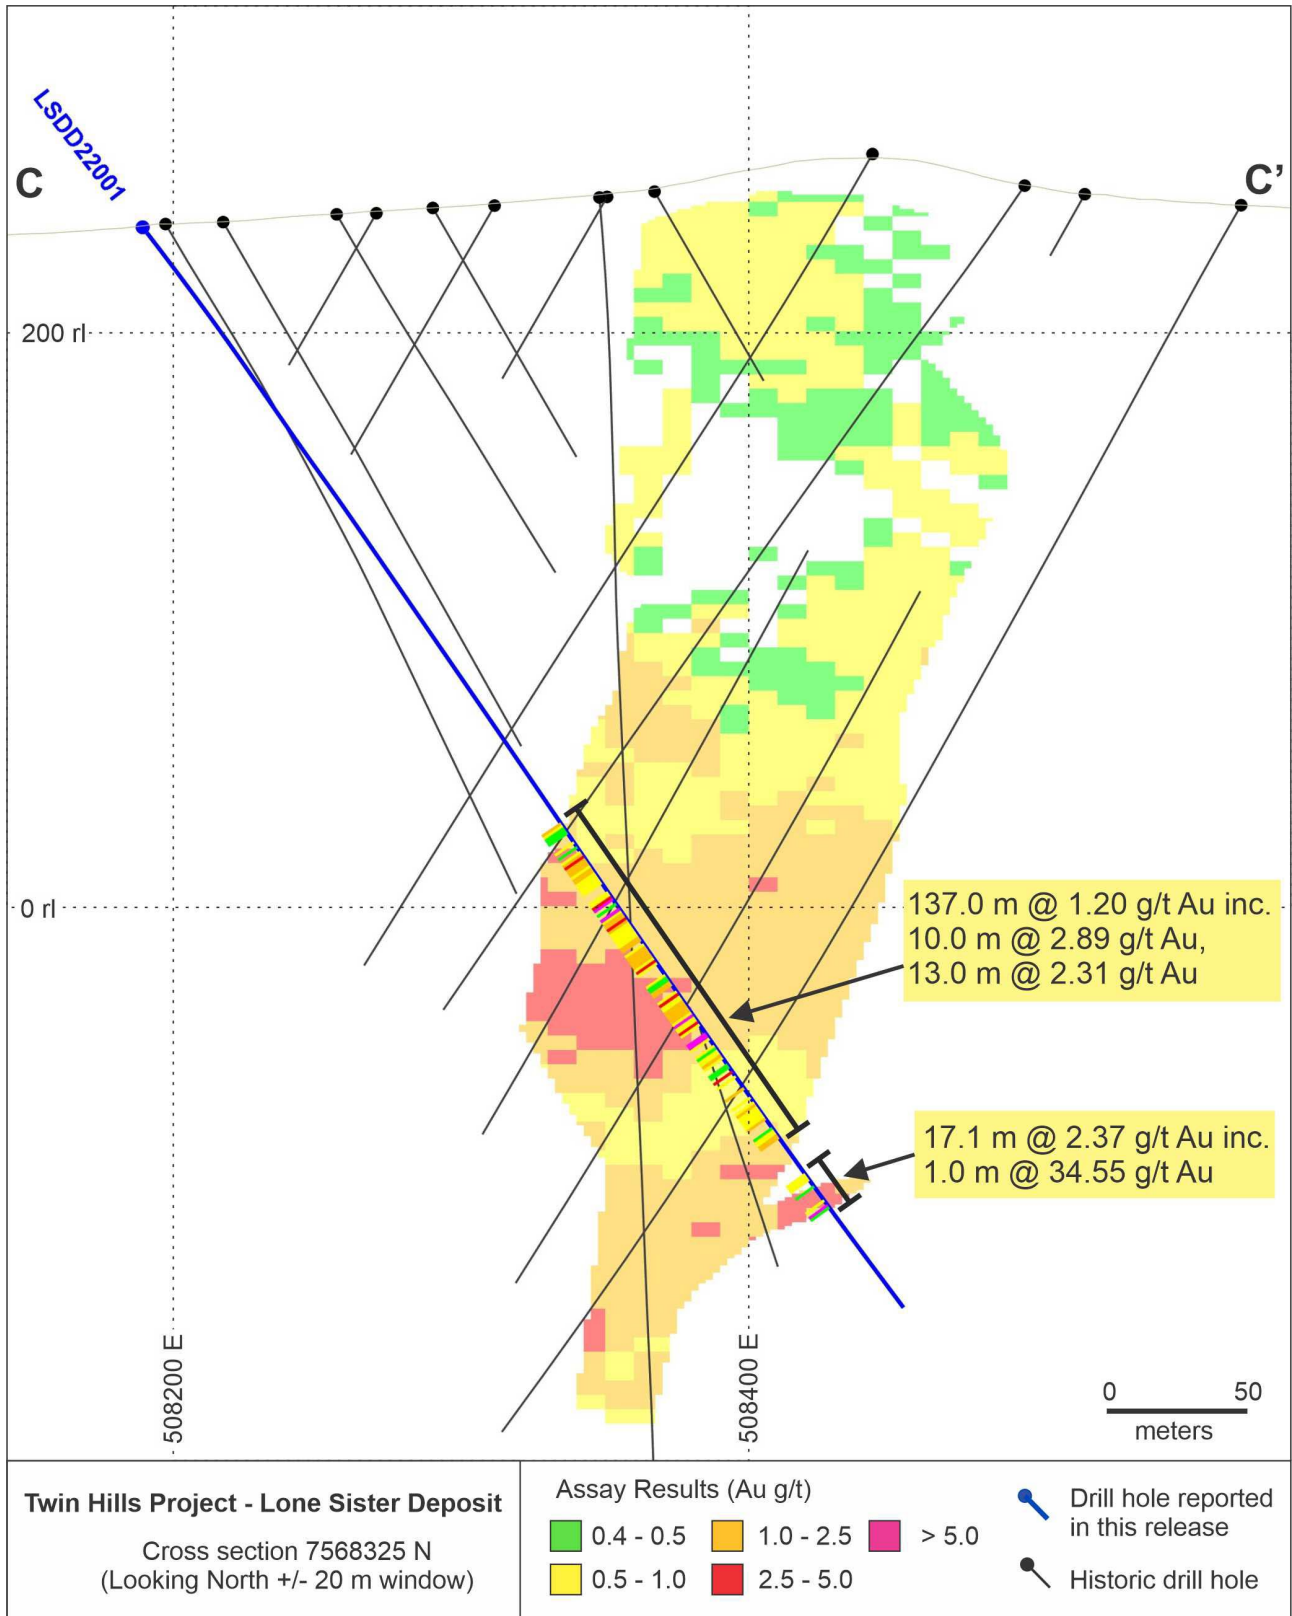 LSDD22001
C
C’
200 rl
0 rl
137.0 m @ 1.20 g/t Au inc.
10.0 m @ 2.89 g/t Au,
13.0 m @ 2.31 g/t Au
17.1 m @ 2.37 g/t Au inc.
1.0 m @ 34.55 g/t Au
508200 E
508400 E
0 50
meters
Twin Hills Project - Lone Sister Deposit
Cross section 7568325 N
(Looking North +/- 20 m window)
Assay Results (Au g/t)
0.4 - 0.5
1.0 - 2.5
> 5.0
0.5 - 1.0
2.5 - 5.0
Drill hole reported
in this release
Historic drill hole